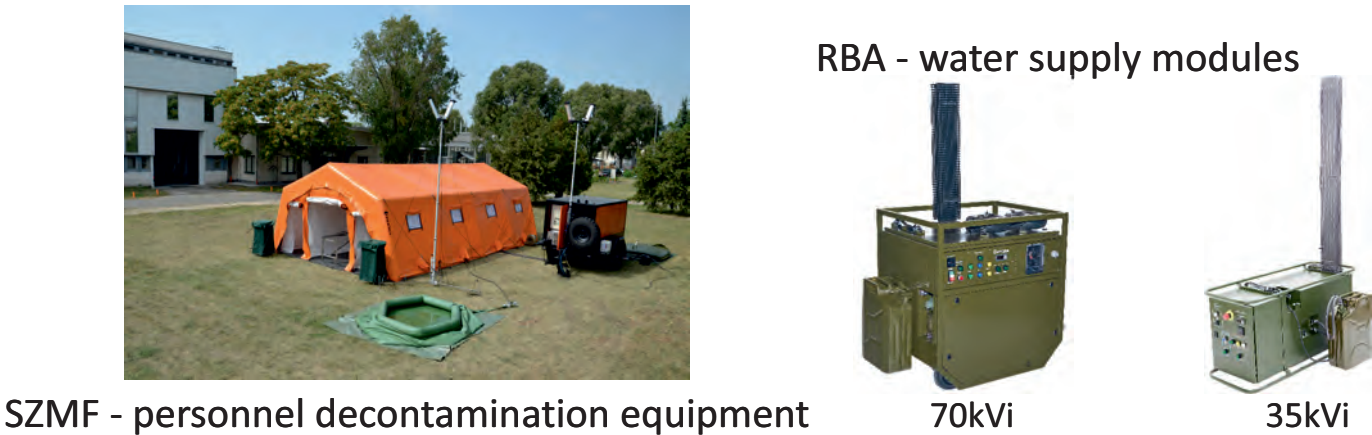 RBA - water supply modules
SZMF - personnel decontamination equipment
70kVi
35kVi